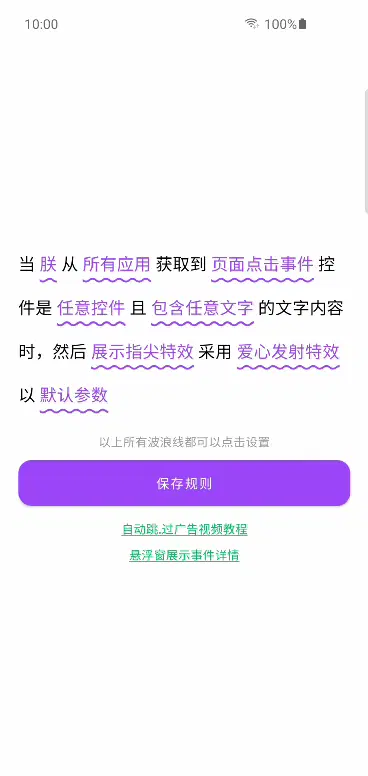 10:00
100%
当 朕 从 所有应用 获取到 页面点击事件 控
件是 任意控件 且 包含任意文字 的文字内容
时，然后 展示指尖特效 采用 爱心发射特效
以 默认参数
以上所有波浪线都可以点击设置
保存规则
自动跳.过广告视频教程
悬浮窗展示事件详情